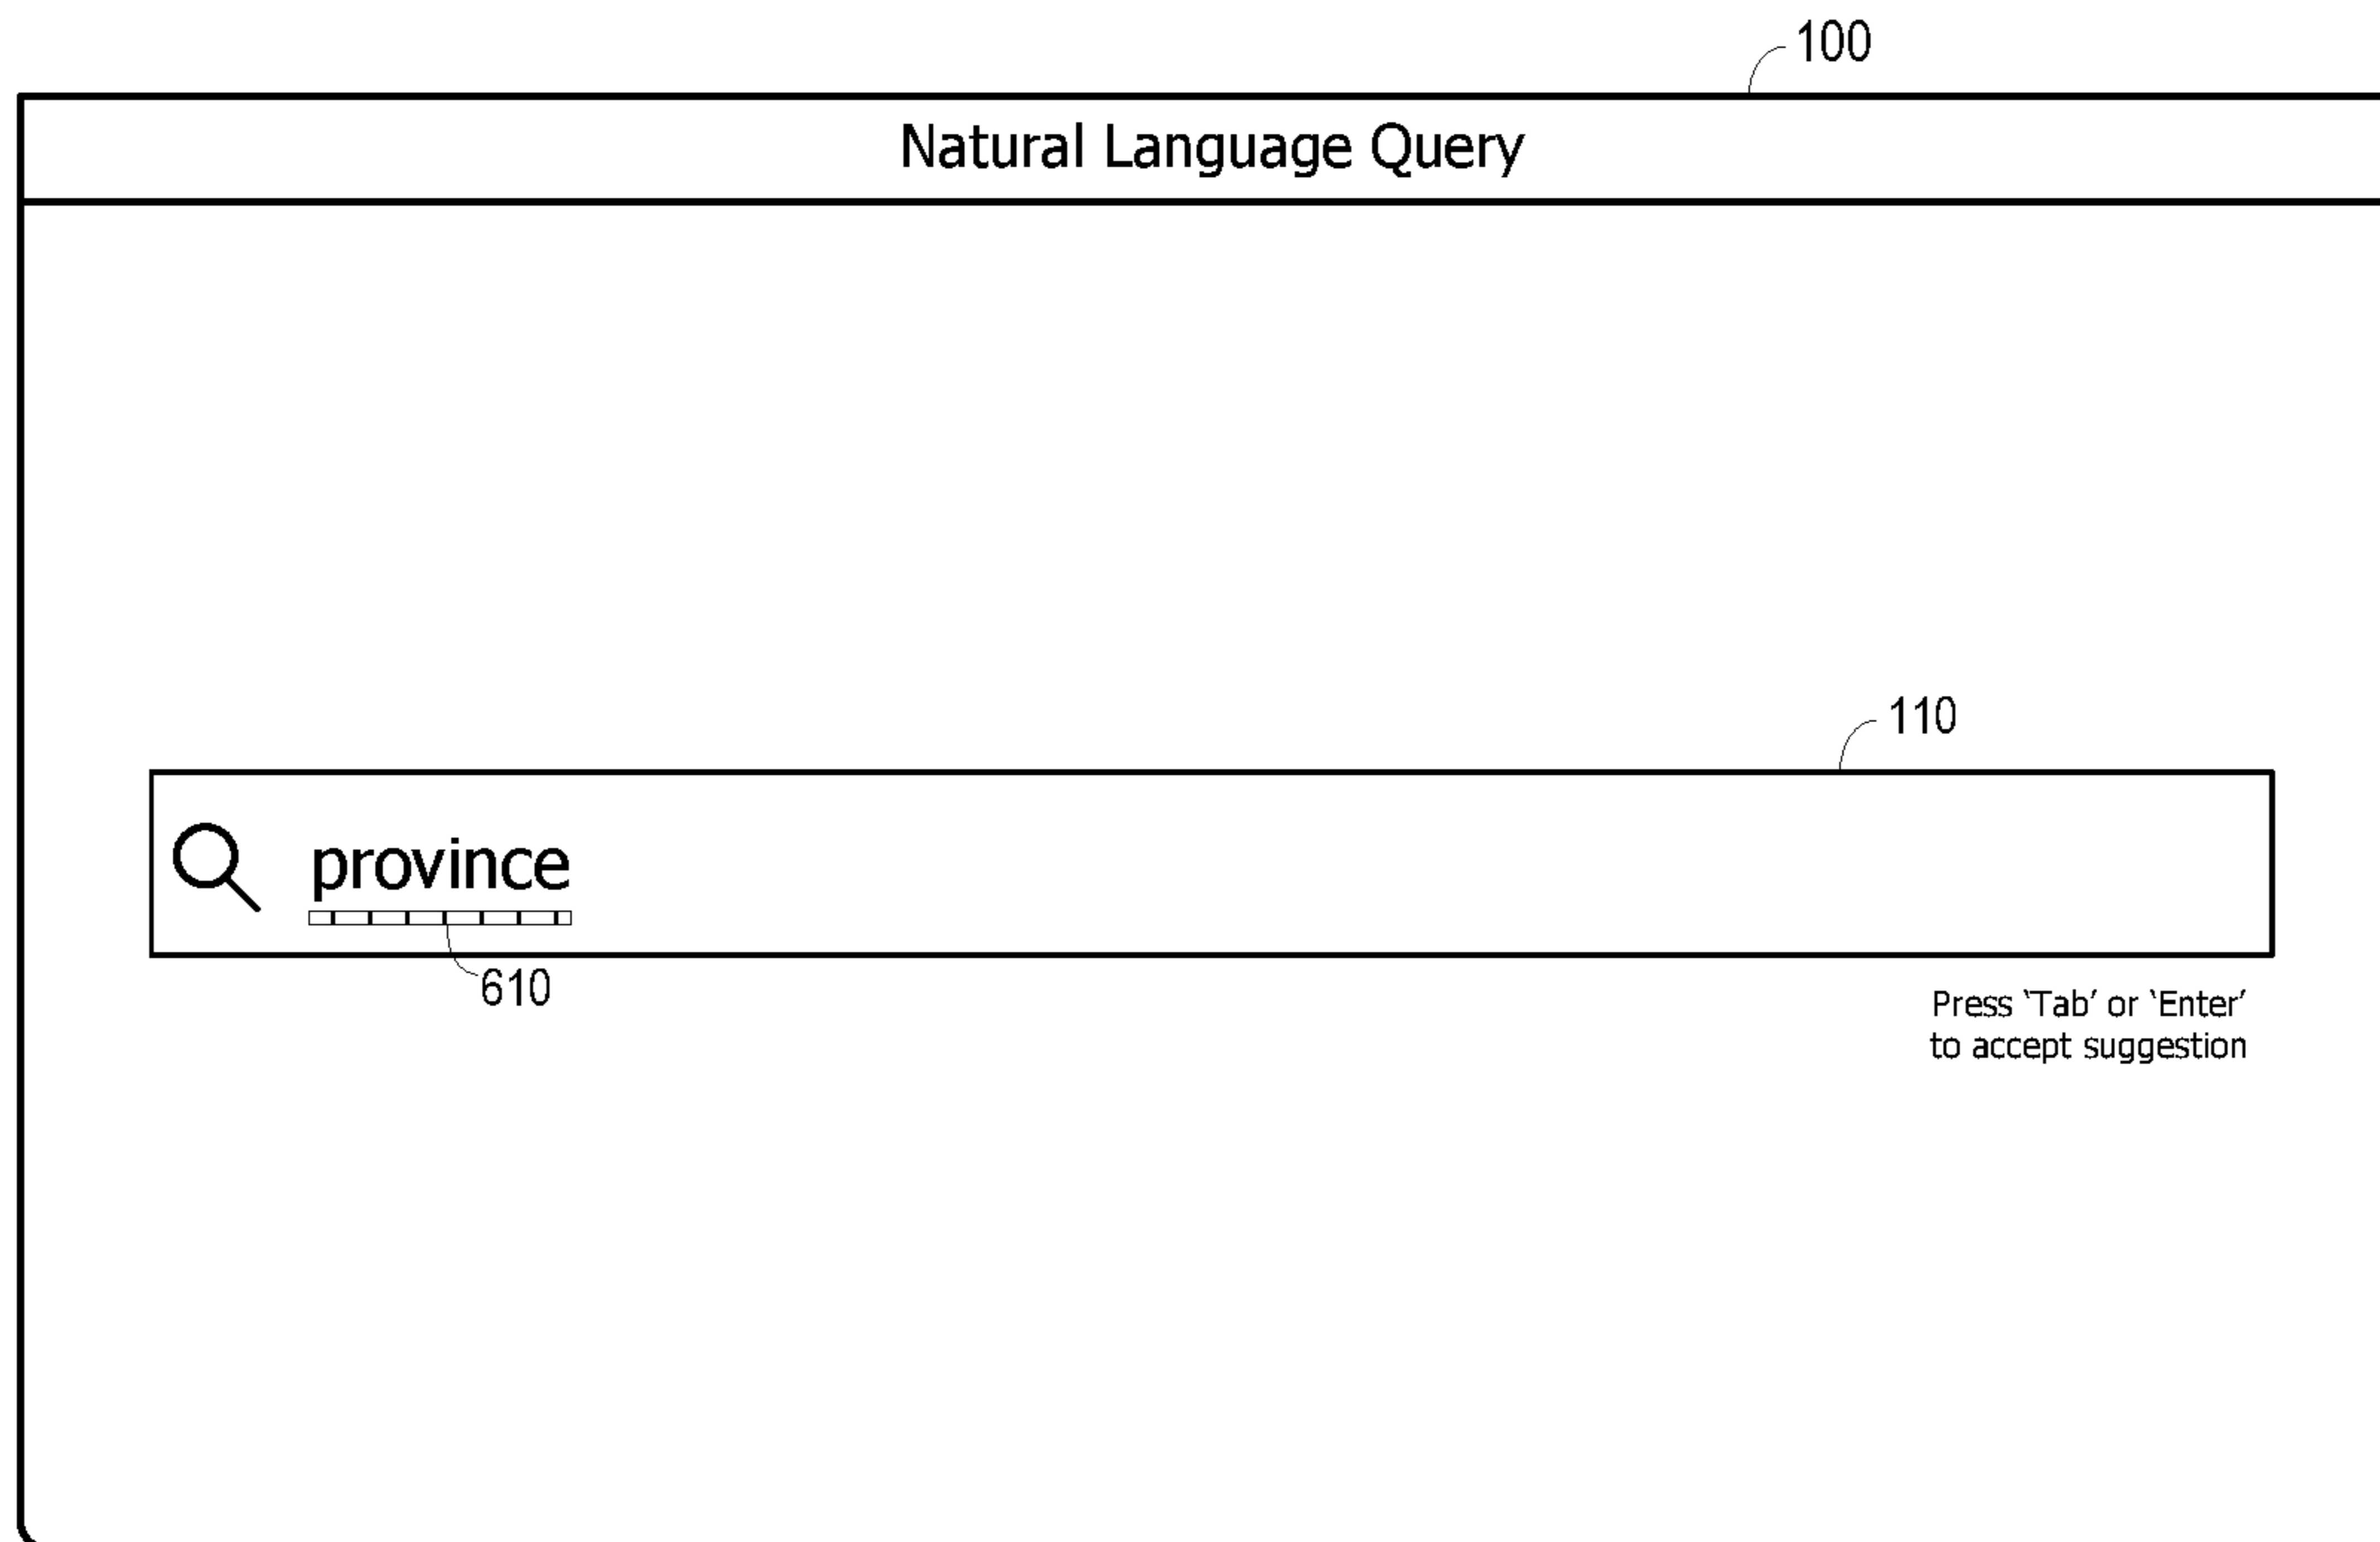 100
Natural Language Query
110
province
610
Press ‘Tab’ or ‘Enter’
to accept suggestion